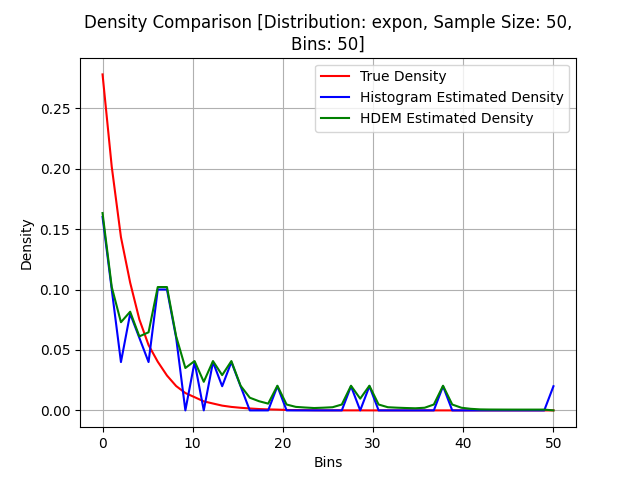 Density Comparison [Distribution: expon, Sample Size: 50,
Bins: 50]
True Density
Histogram Estimated Density
HDEM Estimated Density
Density
0.25
0.20
0.15
0.10
0.05
0.00
0 10 20 30 40 50
Bins